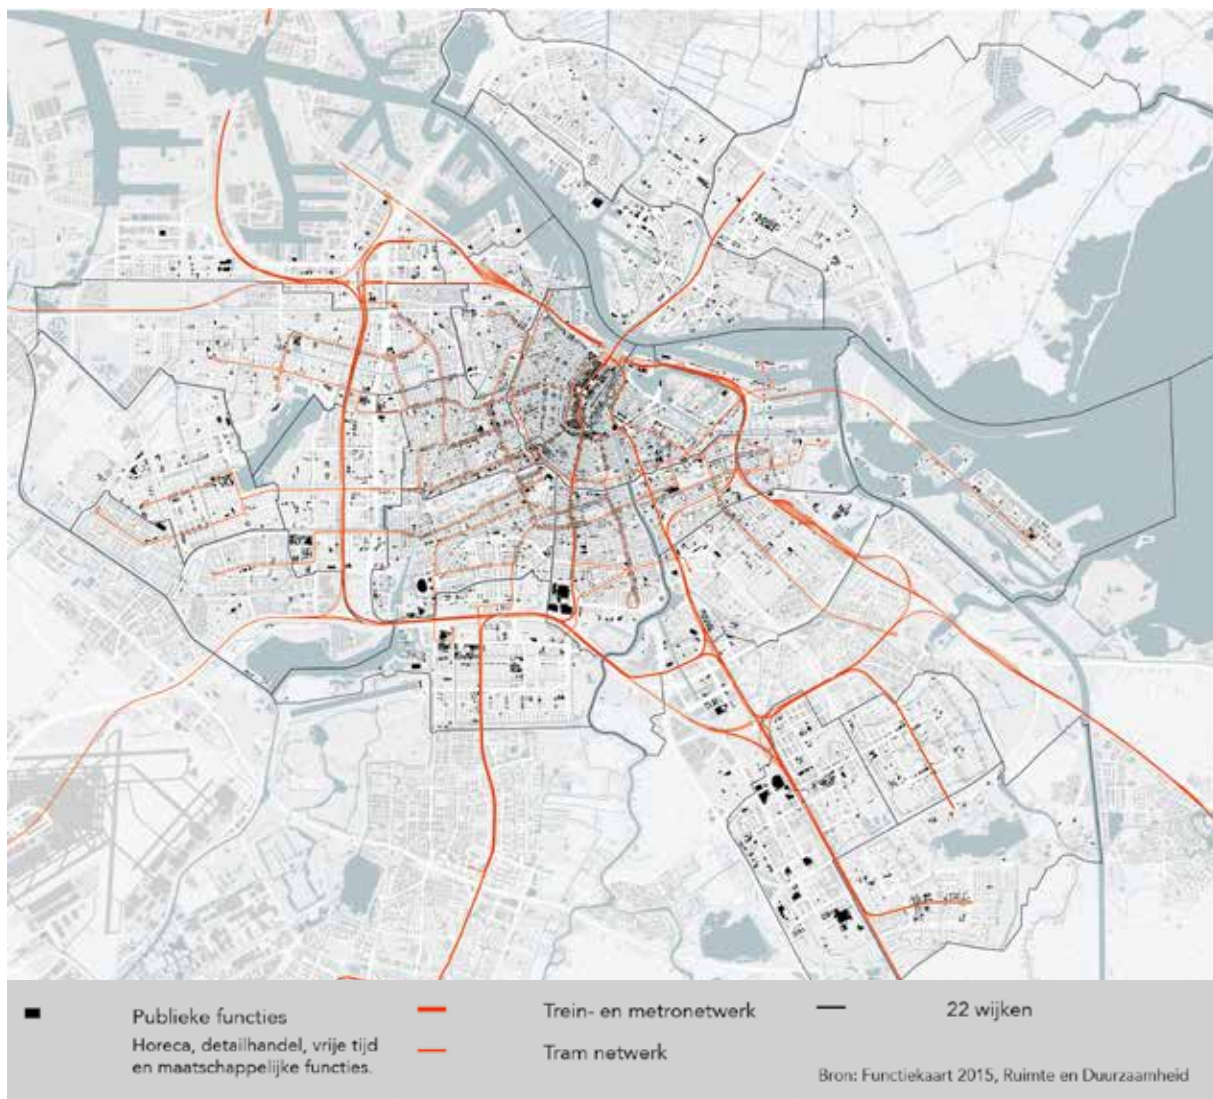 Publieke functies
Horeca, detailhandel, vrije tijd
en maatschappelijke functies.
Trein- en metronetwerk
Tram netwerk
22 wijken
Bron: Functiekaart 2015, Ruimte en Duurzaamheid